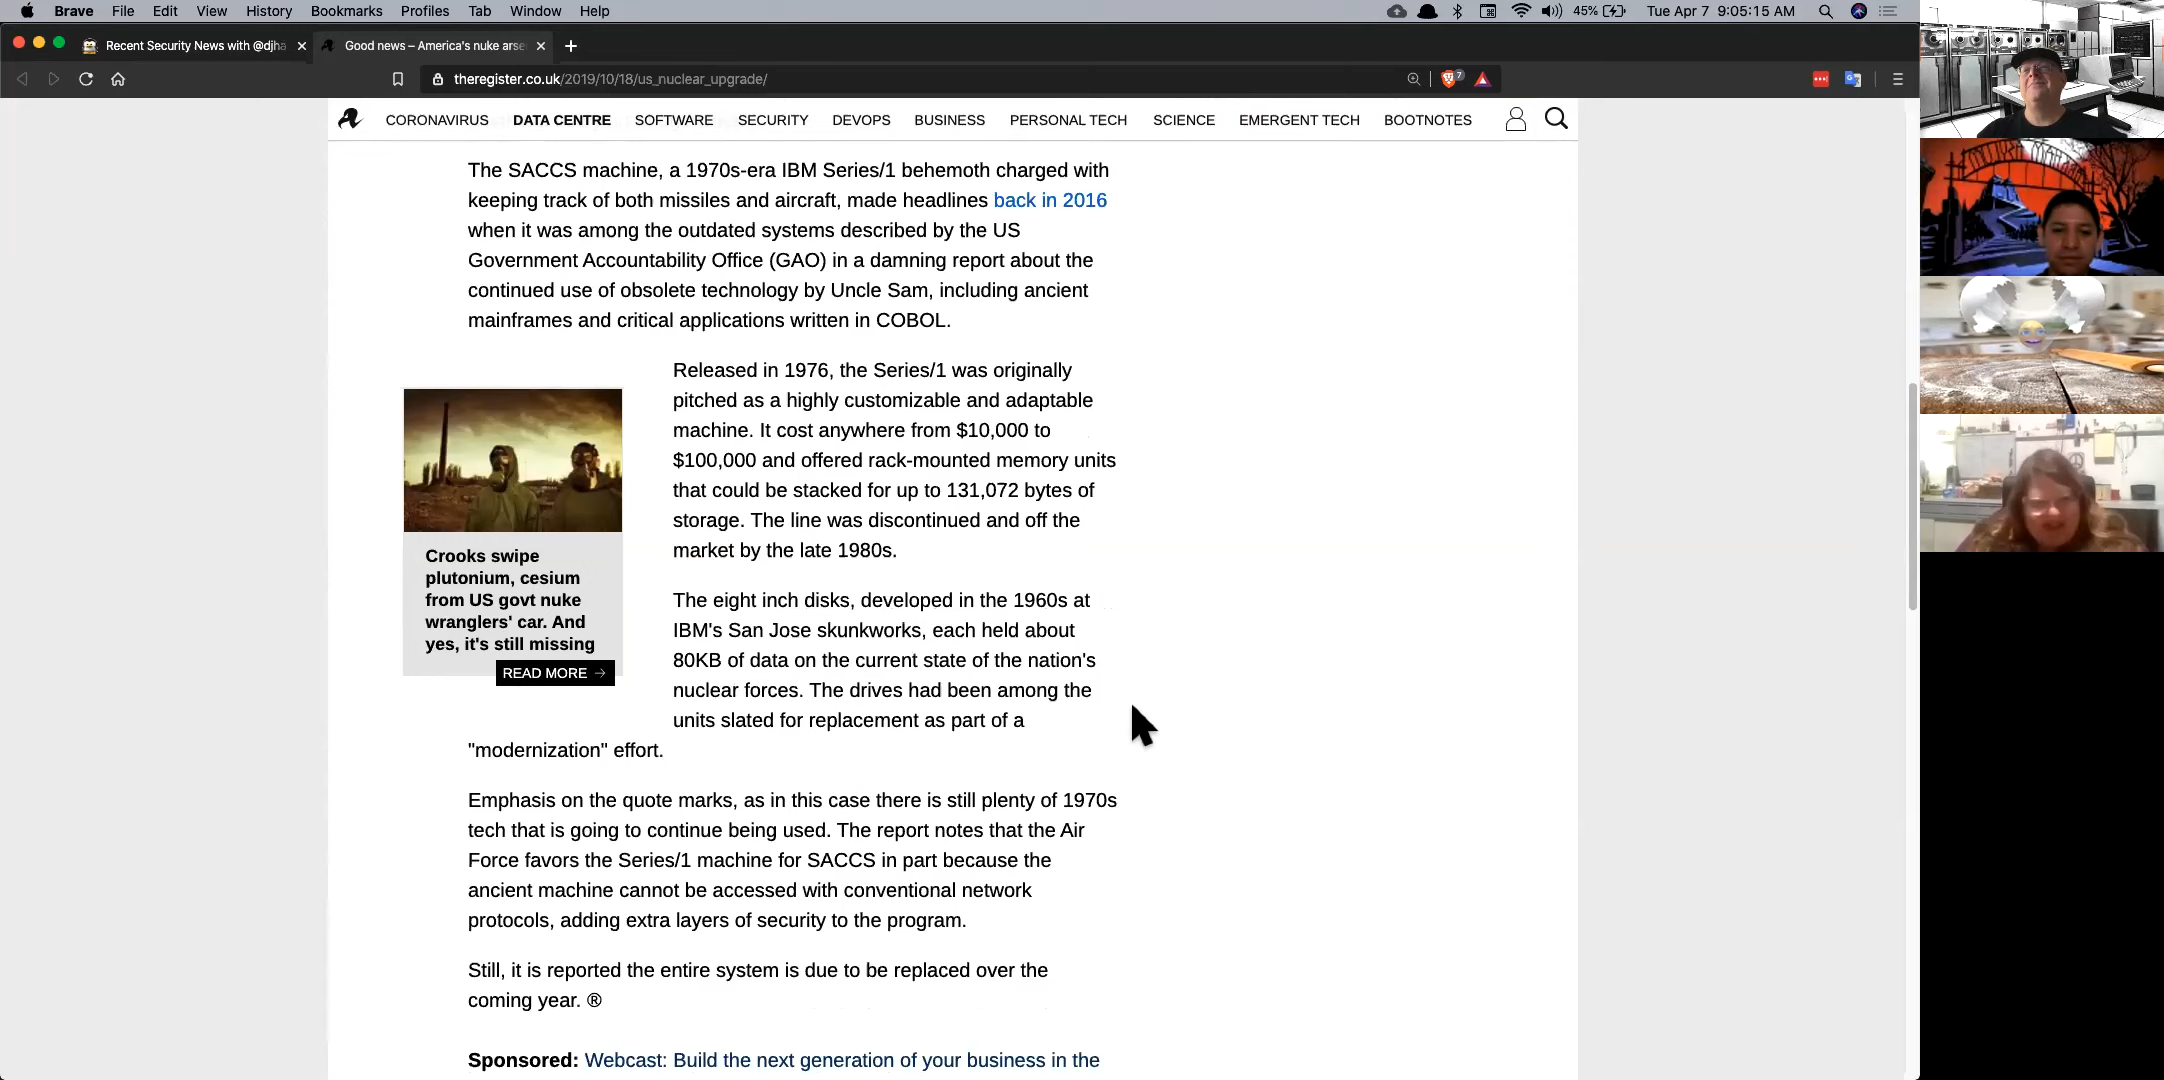 Brave File Edit View History Bookmarks Profiles Tab Window Help 45% Tue Apr 7 9:05:15 AM
Recent Security News with @djha Good news – America's nuke arse
theregister.co.uk/2019/10/18/us_nuclear_upgrade/ 7
CORONAVIRUS DATA CENTRE SOFTWARE SECURITY DEVOPS BUSINESS PERSONAL TECH SCIENCE EMERGENT TECH BOOTNOTES
The SACCS machine, a 1970s-era IBM Series/1 behemoth charged with
keeping track of both missiles and aircraft, made headlines back in 2016
when it was among the outdated systems described by the US
Government Accountability Office (GAO) in a damning report about the
continued use of obsolete technology by Uncle Sam, including ancient
mainframes and critical applications written in COBOL.
Crooks swipe
plutonium, cesium
from US govt nuke
wranglers' car. And
yes, it's still missing
READ MORE →
Released in 1976, the Series/1 was originally
pitched as a highly customizable and adaptable
machine. It cost anywhere from $10,000 to
$100,000 and offered rack-mounted memory units
that could be stacked for up to 131,072 bytes of
storage. The line was discontinued and off the
market by the late 1980s.
The eight inch disks, developed in the 1960s at
IBM's San Jose skunkworks, each held about
80KB of data on the current state of the nation's
nuclear forces. The drives had been among the
units slated for replacement as part of a
"modernization" effort.
Emphasis on the quote marks, as in this case there is still plenty of 1970s
tech that is going to continue being used. The report notes that the Air
Force favors the Series/1 machine for SACCS in part because the
ancient machine cannot be accessed with conventional network
protocols, adding extra layers of security to the program.
Still, it is reported the entire system is due to be replaced over the
coming year. ®
Sponsored: Webcast: Build the next generation of your business in the